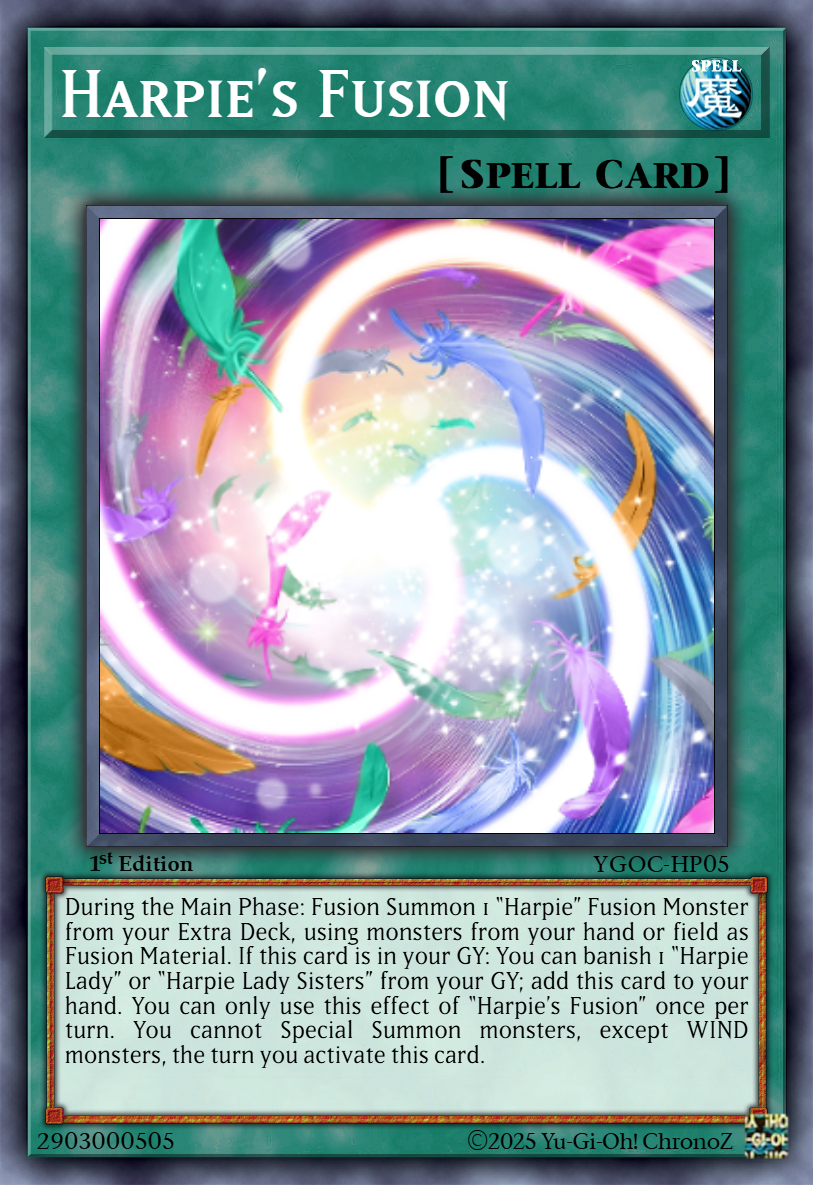 Harpie's Fusion
SPELL
魔
[Spell Card]
1st Edition
YGOC-HP05
During the Main Phase: Fusion Summon 1 "Harpie" Fusion Monster
from your Extra Deck, using monsters from your hand or field as
Fusion Material. If this card is in your GY: You can banish 1 "Harpie
Lady" or "Harpie Lady Sisters" from your GY; add this card to your
hand. You can only use this effect of "Harpie's Fusion" once per
turn. You cannot Special Summon monsters, except WIND
monsters, the turn you activate this card.
2903000505
©2025 Yu-Gi-Oh! ChronoZ